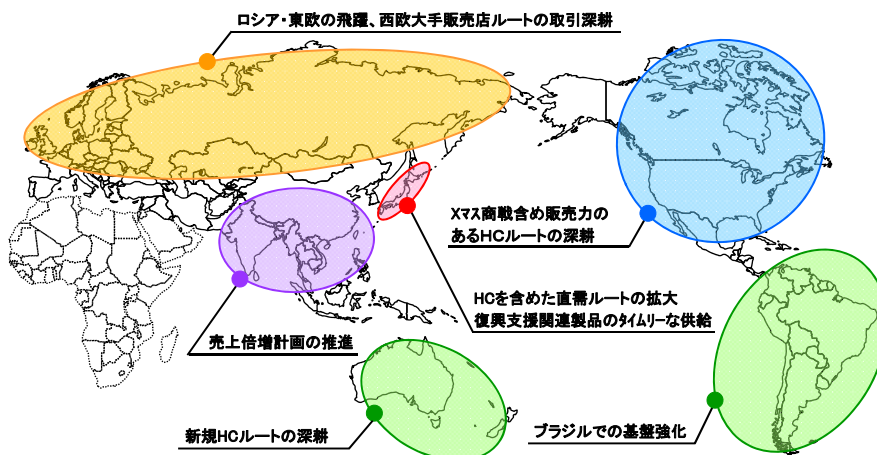 ロシア・東欧の飛躍、西欧大手販売店ルートの取引深耕
Xマス商戦含め販売力の
あるHCルートの深耕
HCを含めた直需ルートの拡大
復興支援関連製品のタイムリーな供給
売上倍増計画の推進
新規HCルートの深耕
ブラジルでの基盤強化